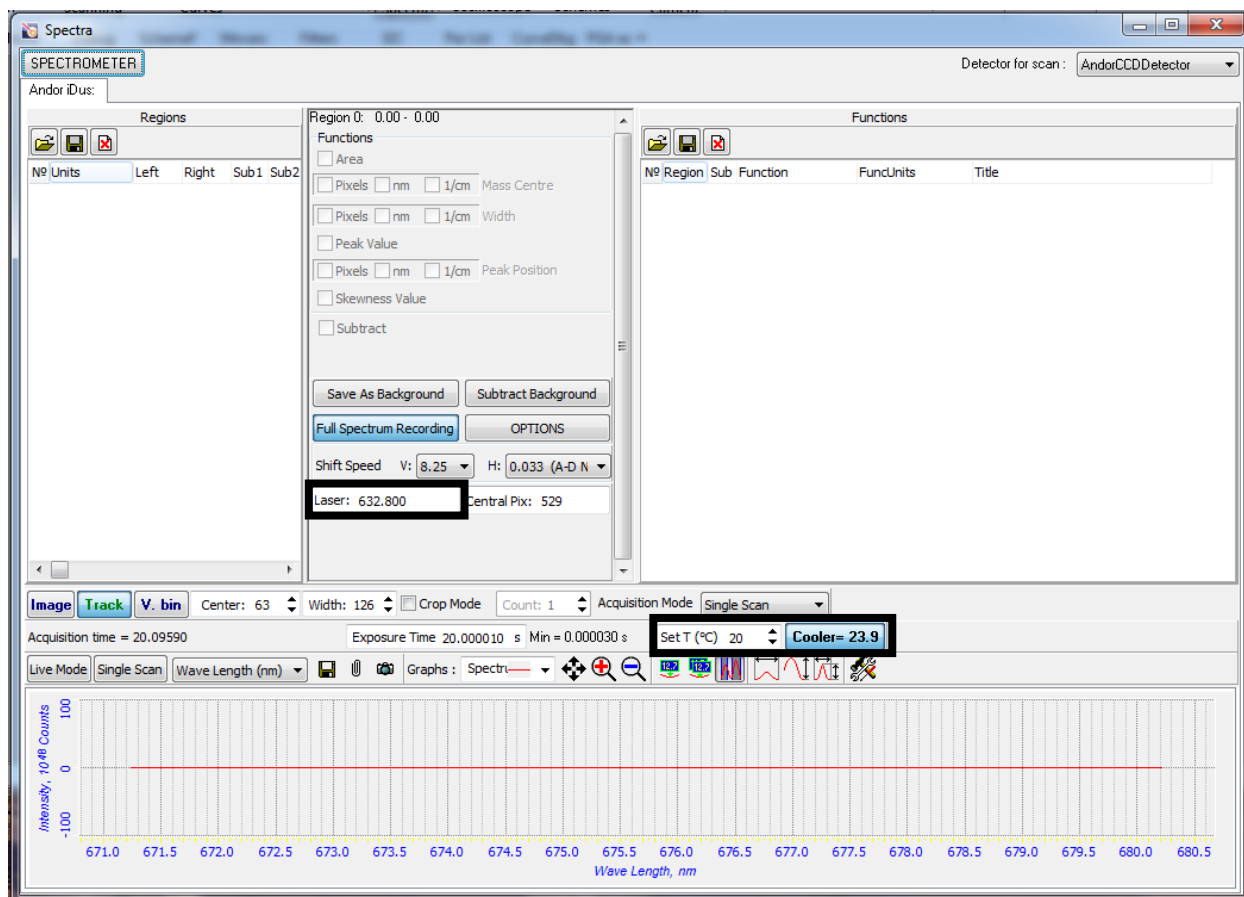 Spectra
SPECTROMETER
Detector for scan : AndorCCDDetector
Andor iDus:
Regions
Nº Units Left Right Sub1 Sub2
Region 0: 0.00 - 0.00
Functions
Area
Pixels nm 1/cm Mass Centre
Pixels nm 1/cm Width
Peak Value
Pixels nm 1/cm Peak Position
Skewness Value
Subtract
Save As Background Subtract Background
Full Spectrum Recording OPTIONS
Shift Speed V: 8.25 H: 0.033 (A-D N
Laser: 632.800 Central Pix: 529
Functions
Nº Region Sub Function FuncUnits Title
Image Track V. bin Center: 63 Width: 126 Crop Mode Count: 1 Acquisition Mode Single Scan
Acquisition time = 20.09590 Exposure Time 20.000010 s Min = 0.000030 s Set T (ºC) 20 Cooler= 23.9
Live Mode Single Scan Wave Length (nm) Graphs : Spectru
Intensity, 10^48 Counts
100
0
-100
671.0 671.5 672.0 672.5 673.0 673.5 674.0 674.5 675.0 675.5 676.0 676.5 677.0 677.5 678.0 678.5 679.0 679.5 680.0 680.5
Wave Length, nm